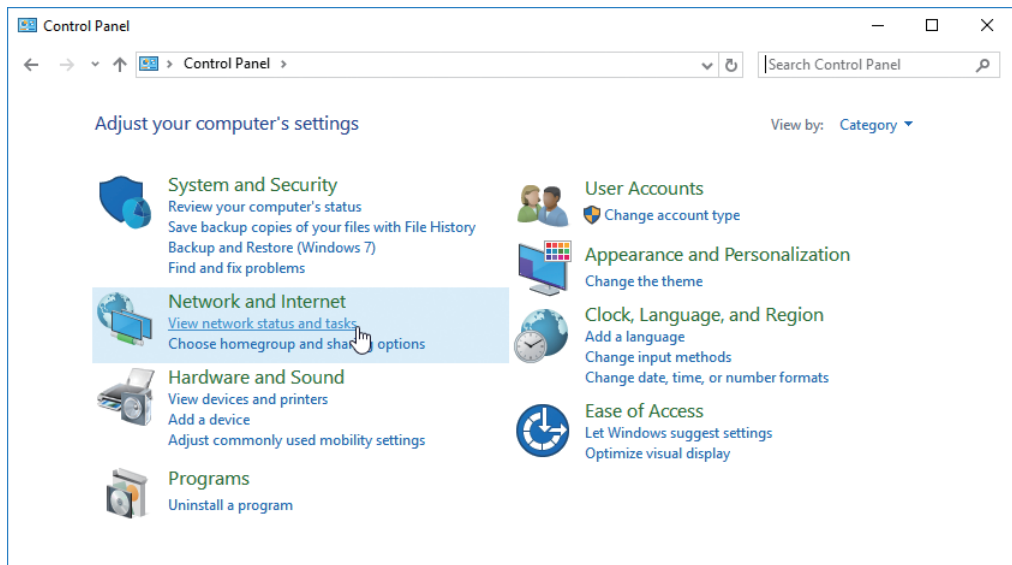 Control Panel
Control Panel
Search Control Panel
Adjust your computer's settings
View by: Category
System and Security
Review your computer's status
Save backup copies of your files with File History
Backup and Restore (Windows 7)
Find and fix problems
Network and Internet
View network status and tasks
Choose homegroup and sharing options
Hardware and Sound
View devices and printers
Add a device
Adjust commonly used mobility settings
Programs
Uninstall a program
User Accounts
Change account type
Appearance and Personalization
Change the theme
Clock, Language, and Region
Add a language
Change input methods
Change date, time, or number formats
Ease of Access
Let Windows suggest settings
Optimize visual display